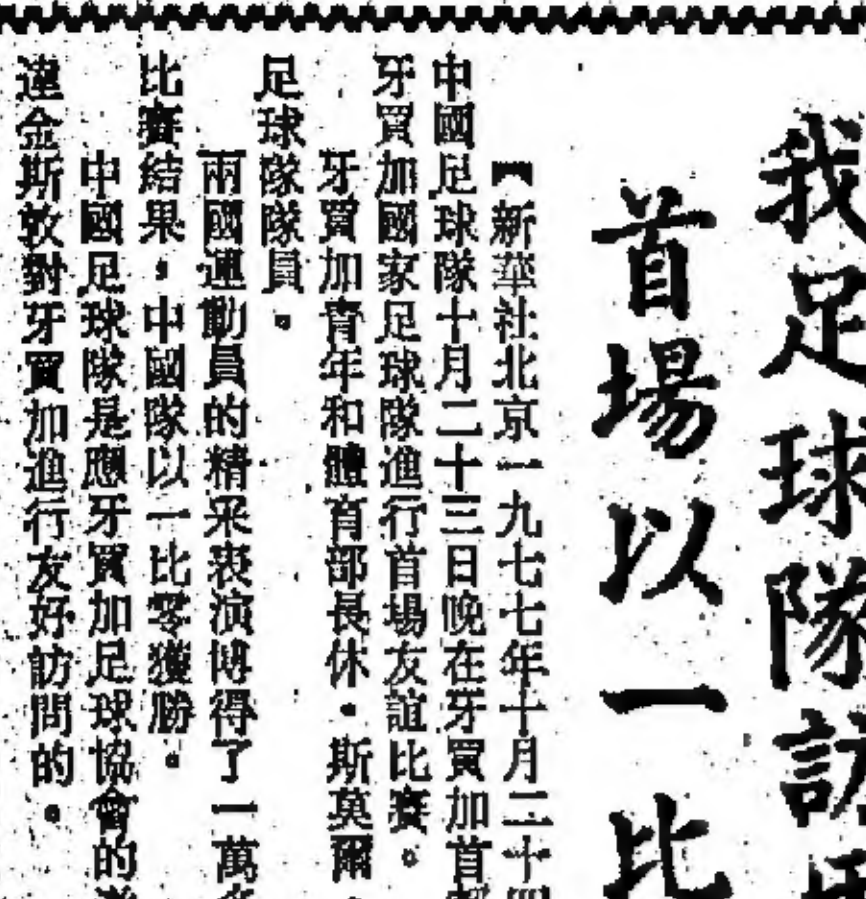 我足球隊訪
首場以一比
【新華社北京一九七七年十月二十四
中國足球隊十月二十三日晚在牙買加首
牙買加國家足球隊進行首場友誼比賽。
牙買加青年和體育部長休·斯莫爾
足球隊隊員。
兩國運動員的精采表演博得了一萬多
比賽結果,中國隊以一比零獲勝。
中國足球隊是應牙買加足球協會的邀
達金斯敦對牙買加進行友好訪問的。